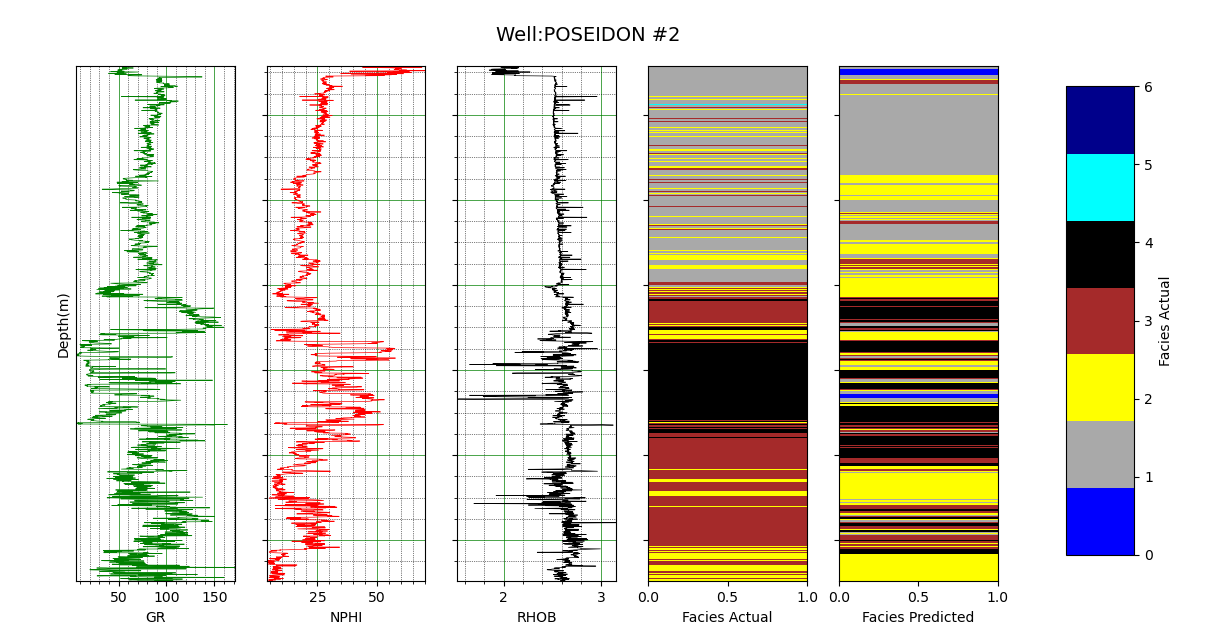 Well:POSEIDON #2
Depth(m)
50 100 150
GR
25 50
NPHI
2 3
RHOB
0.0 0.5 1.0
Facies Actual
0.0 0.5 1.0
Facies Predicted
6
5
4
3
2
1
0
Facies Actual